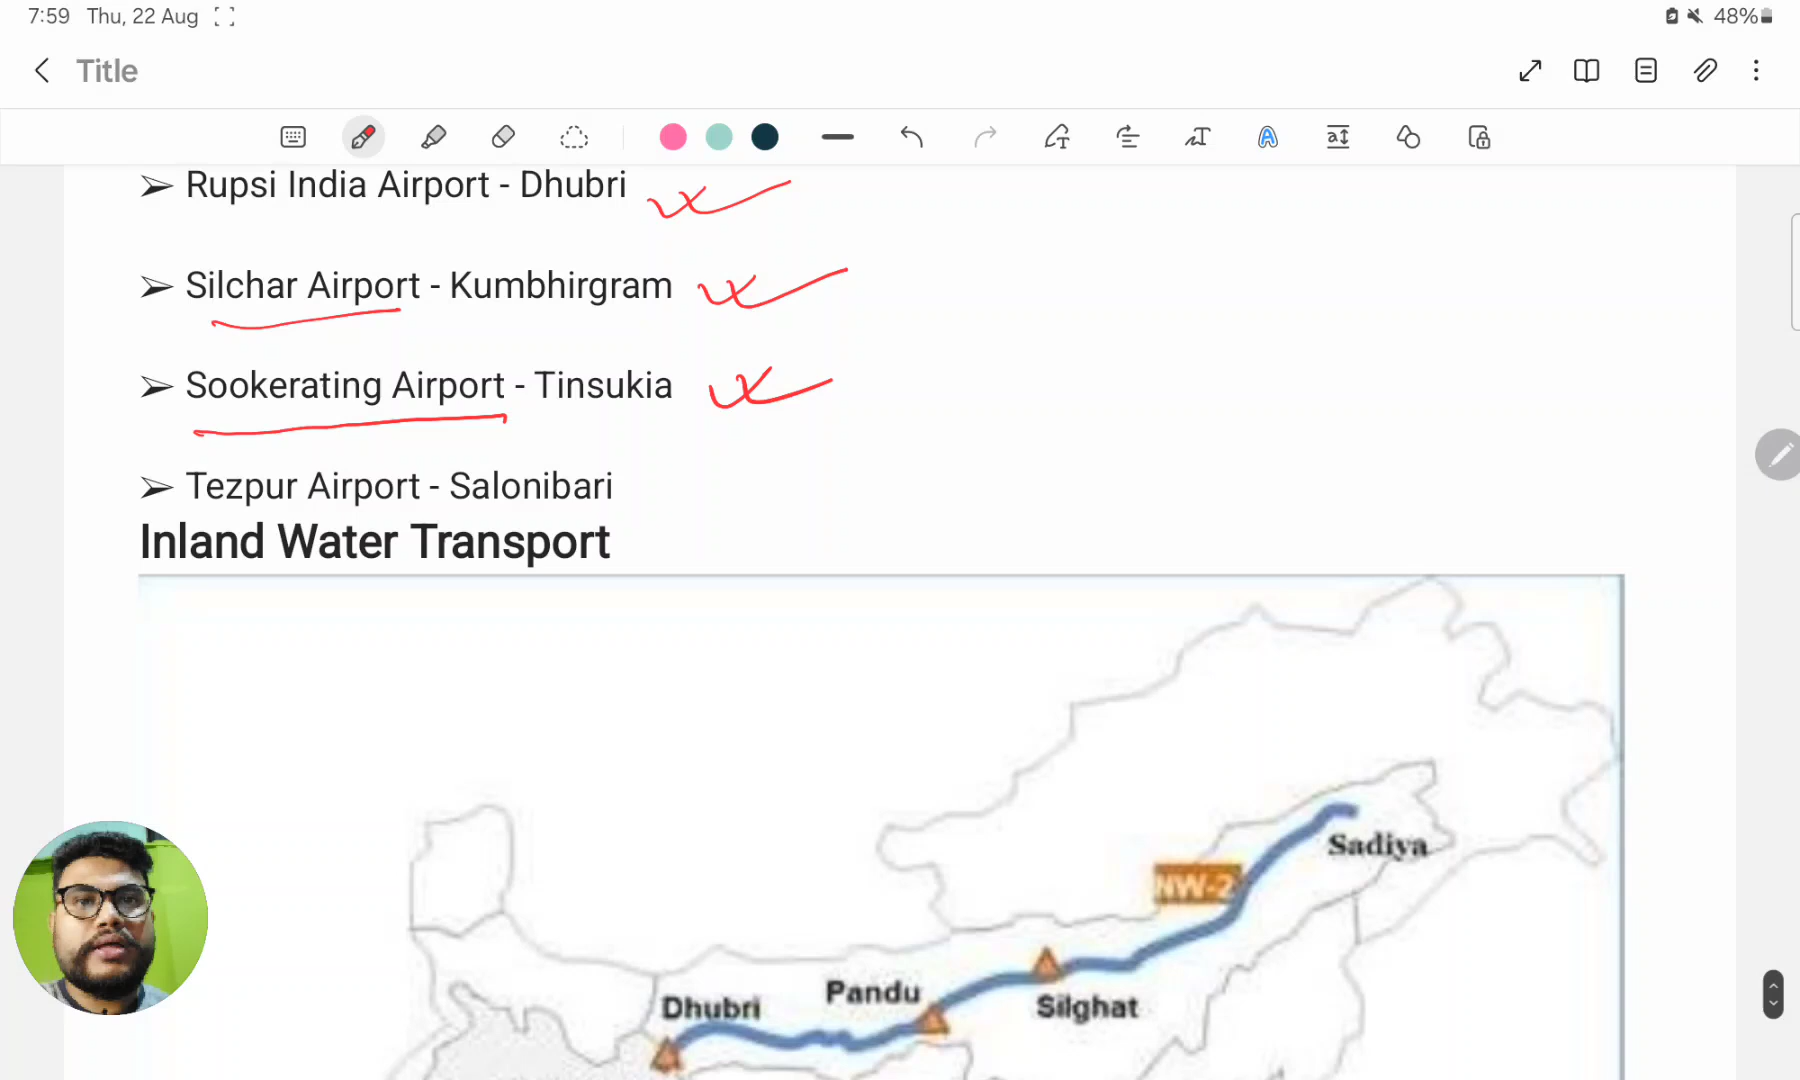 7:59 Thu, 22 Aug 48%
Title
➢ Rupsi India Airport - Dhubri
➢ Silchar Airport - Kumbhirgram
➢ Sookerating Airport - Tinsukia
➢ Tezpur Airport - Salonibari
Inland Water Transport
Sadiya
NW-2
Pandu
Dhubri
Silghat